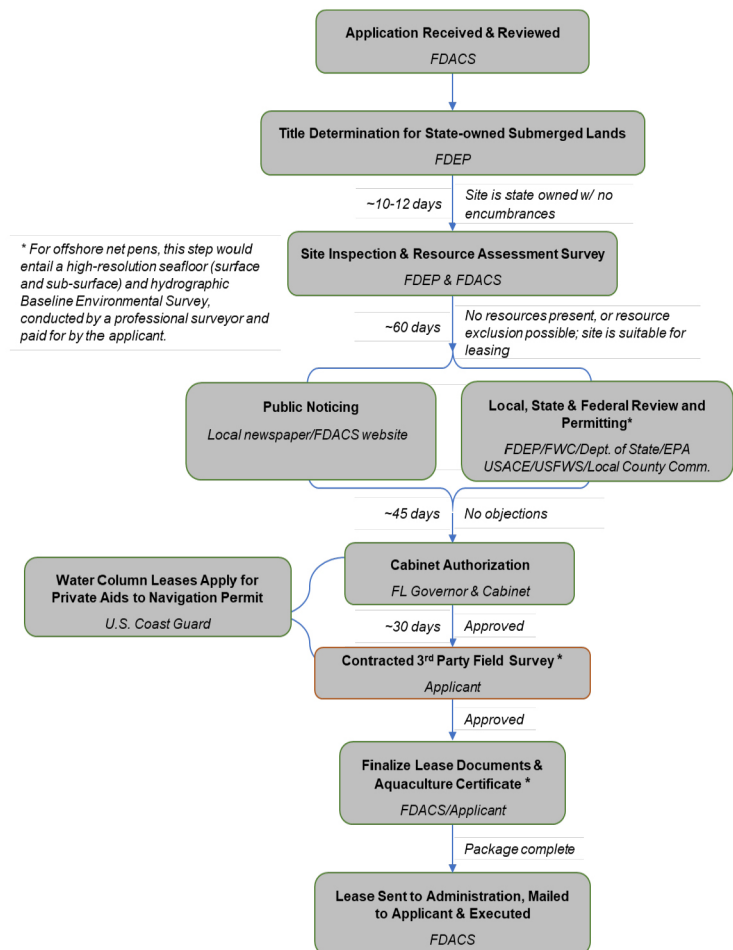 Application Received & Reviewed
FDACS
Title Determination for State-owned Submerged Lands
FDEP
~10-12 days
Site is state owned w/ no
encumbrances
* For offshore net pens, this step would
entail a high-resolution seafloor (surface
and sub-surface) and hydrographic
Baseline Environmental Survey,
conducted by a professional surveyor and
paid for by the applicant.
Site Inspection & Resource Assessment Survey
FDEP & FDACS
~60 days
No resources present, or resource
exclusion possible; site is suitable for
leasing
Public Noticing
Local newspaper/FDACS website
Local, State & Federal Review and
Permitting*
FDEP/FWC/Dept. of State/EPA
USACE/USFWS/Local County Comm.
~45 days
No objections
Cabinet Authorization
FL Governor & Cabinet
Water Column Leases Apply for
Private Aids to Navigation Permit
U.S. Coast Guard
~30 days
Approved
Contracted 3rd Party Field Survey *
Applicant
Approved
Finalize Lease Documents &
Aquaculture Certificate *
FDACS/Applicant
Package complete
Lease Sent to Administration, Mailed
to Applicant & Executed
FDACS